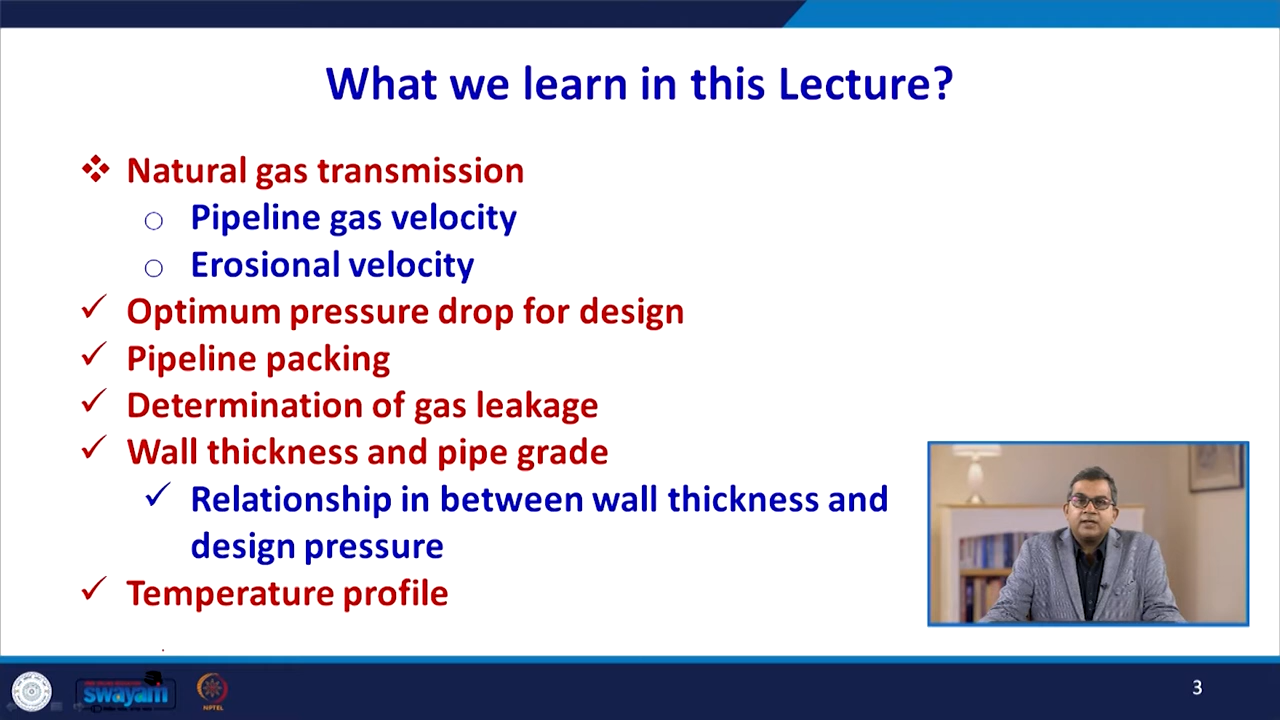 What we learn in this Lecture?
Natural gas transmission
Pipeline gas velocity
Erosional velocity
Optimum pressure drop for design
Pipeline packing
Determination of gas leakage
Wall thickness and pipe grade
Relationship in between wall thickness and
design pressure
Temperature profile
swayam
NPTEL
3